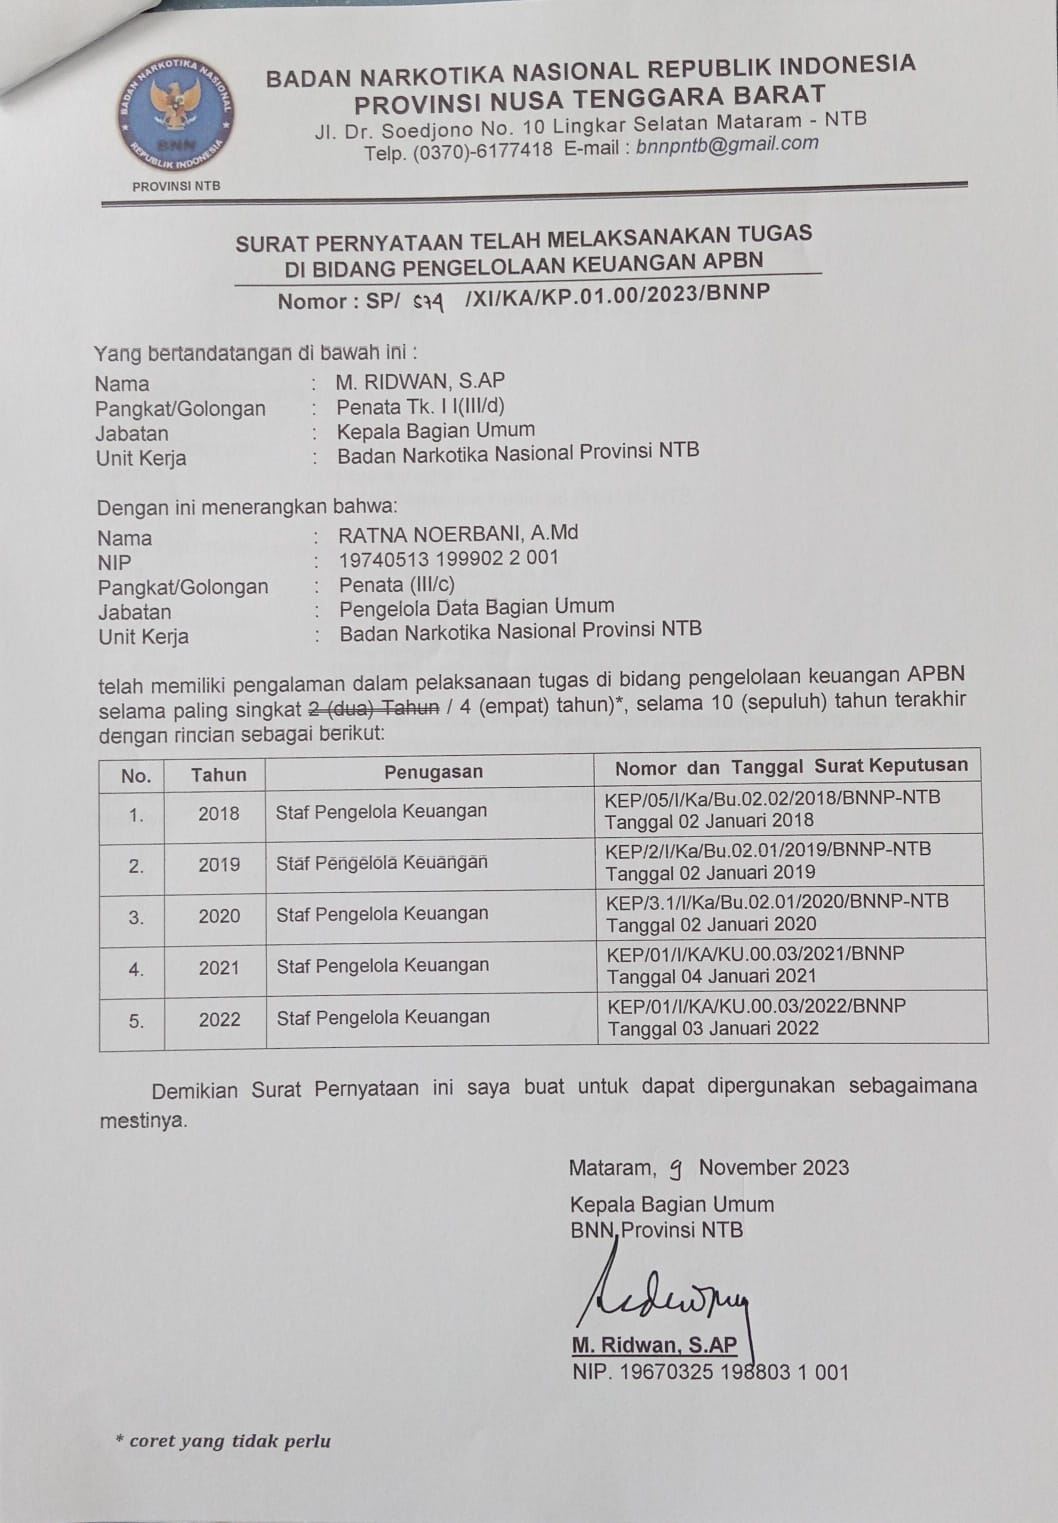 BADAN NARKOTIKA NASIONAL
BNN
REPUBLIK INDONESIA
PROVINSI NTB
BADAN NARKOTIKA NASIONAL REPUBLIK INDONESIA
PROVINSI NUSA TENGGARA BARAT
Jl. Dr. Soedjono No. 10 Lingkar Selatan Mataram - NTB
Telp. (0370)-6177418 E-mail : bnnpntb@gmail.com
SURAT PERNYATAAN TELAH MELAKSANAKAN TUGAS
DI BIDANG PENGELOLAAN KEUANGAN APBN
Nomor : SP/ 574 /XI/KA/KP.01.00/2023/BNNP
Yang bertandatangan di bawah ini :
Nama : M. RIDWAN, S.AP
Pangkat/Golongan : Penata Tk. I I(III/d)
Jabatan : Kepala Bagian Umum
Unit Kerja : Badan Narkotika Nasional Provinsi NTB
Dengan ini menerangkan bahwa:
Nama : RATNA NOERBANI, A.Md
NIP : 19740513 199902 2 001
Pangkat/Golongan : Penata (III/c)
Jabatan : Pengelola Data Bagian Umum
Unit Kerja : Badan Narkotika Nasional Provinsi NTB
telah memiliki pengalaman dalam pelaksanaan tugas di bidang pengelolaan keuangan APBN
selama paling singkat 2 (dua) Tahun / 4 (empat) tahun)*, selama 10 (sepuluh) tahun terakhir
dengan rincian sebagai berikut:
No. Tahun Penugasan Nomor dan Tanggal Surat Keputusan
1. 2018 Staf Pengelola Keuangan KEP/05/I/Ka/Bu.02.02/2018/BNNP-NTB
Tanggal 02 Januari 2018
2. 2019 Staf Pengelola Keuangan KEP/2/I/Ka/Bu.02.01/2019/BNNP-NTB
Tanggal 02 Januari 2019
3. 2020 Staf Pengelola Keuangan KEP/3.1/I/Ka/Bu.02.01/2020/BNNP-NTB
Tanggal 02 Januari 2020
4. 2021 Staf Pengelola Keuangan KEP/01/I/KA/KU.00.03/2021/BNNP
Tanggal 04 Januari 2021
5. 2022 Staf Pengelola Keuangan KEP/01/I/KA/KU.00.03/2022/BNNP
Tanggal 03 Januari 2022
Demikian Surat Pernyataan ini saya buat untuk dapat dipergunakan sebagaimana
mestinya.
Mataram, 9 November 2023
Kepala Bagian Umum
BNN Provinsi NTB
M. Ridwan, S.AP
NIP. 19670325 198803 1 001
* coret yang tidak perlu